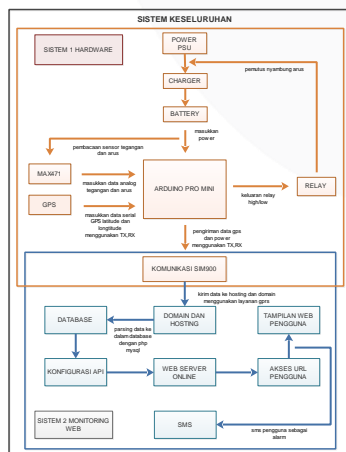 SISTEM KESELURUHAN
POWER
PSU
SISTEM 1 HARDWARE
pemutus nyambung arus
CHARGER
BATTERY
masukkan
power
pembacaan sensor tegangan
dan arus
MAX471
masukkan data analog
tegangan dan arus
ARDUINO PRO MINI
keluaran relay
high/low
RELAY
GPS
masukkan data serial
GPS latitude dan
longtitude
menggunakan TX,RX
pengiriman data gps
dan power
menggunakan TX,RX
KOMUNIKASI SIM900
kirim data ke hosting dan domain
menggunakan layanan gprs
DATABASE
DOMAIN DAN
HOSTING
TAMPILAN WEB
PENGGUNA
parsing data ke
dalam database
dengan php
mysql
KONFIGURASI API
WEB SERVER
ONLINE
AKSES URL
PENGGUNA
SISTEM 2 MONITORING
WEB
SMS
sms pengguna sebagai
alarm